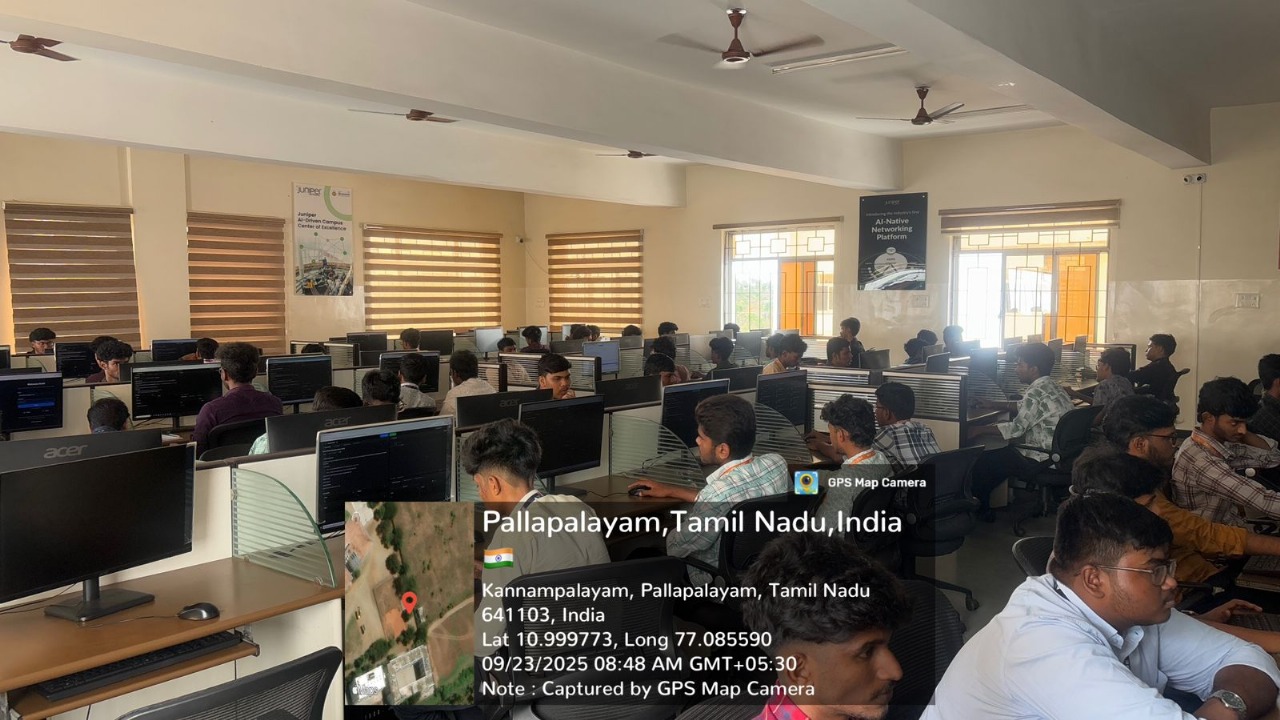 Juniper
Juniper
AI-Driven Campus
Center of Excellence
AI-Native
Networking
Platform
acer
acer
GPS Map Camera
Pallapalayam,Tamil Nadu,India
Kannampalayam, Pallapalayam, Tamil Nadu
641103, India
Lat 10.999773, Long 77.085590
09/23/2025 08:48 AM GMT+05:30
Note : Captured by GPS Map Camera